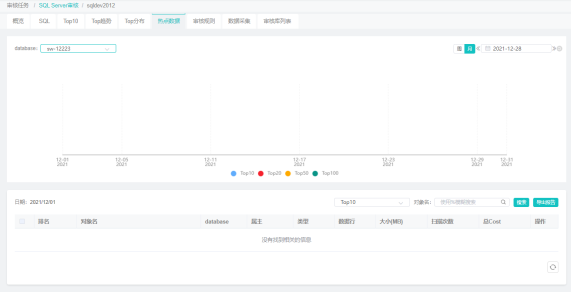 审核任务 / SQL Server审核 / sqldev2012
概览 SQL Top10 Top趋势 Top分布 热点数据 审核规则 数据采集 审核库列表
database: sw-12223 周 月 2021-12-28
12-01 12-05 12-11 12-17 12-23 12-29 12-31
2021 2021 2021 2021 2021 2021 2021
Top10 Top20 Top50 Top100
日期: 2021/12/01 Top10 对象名: 搜索 导出报告
排名 对象名 database 属主 类型 数据行 大小(MB) 扫描次数 总Cost 操作
没有找到相关的信息